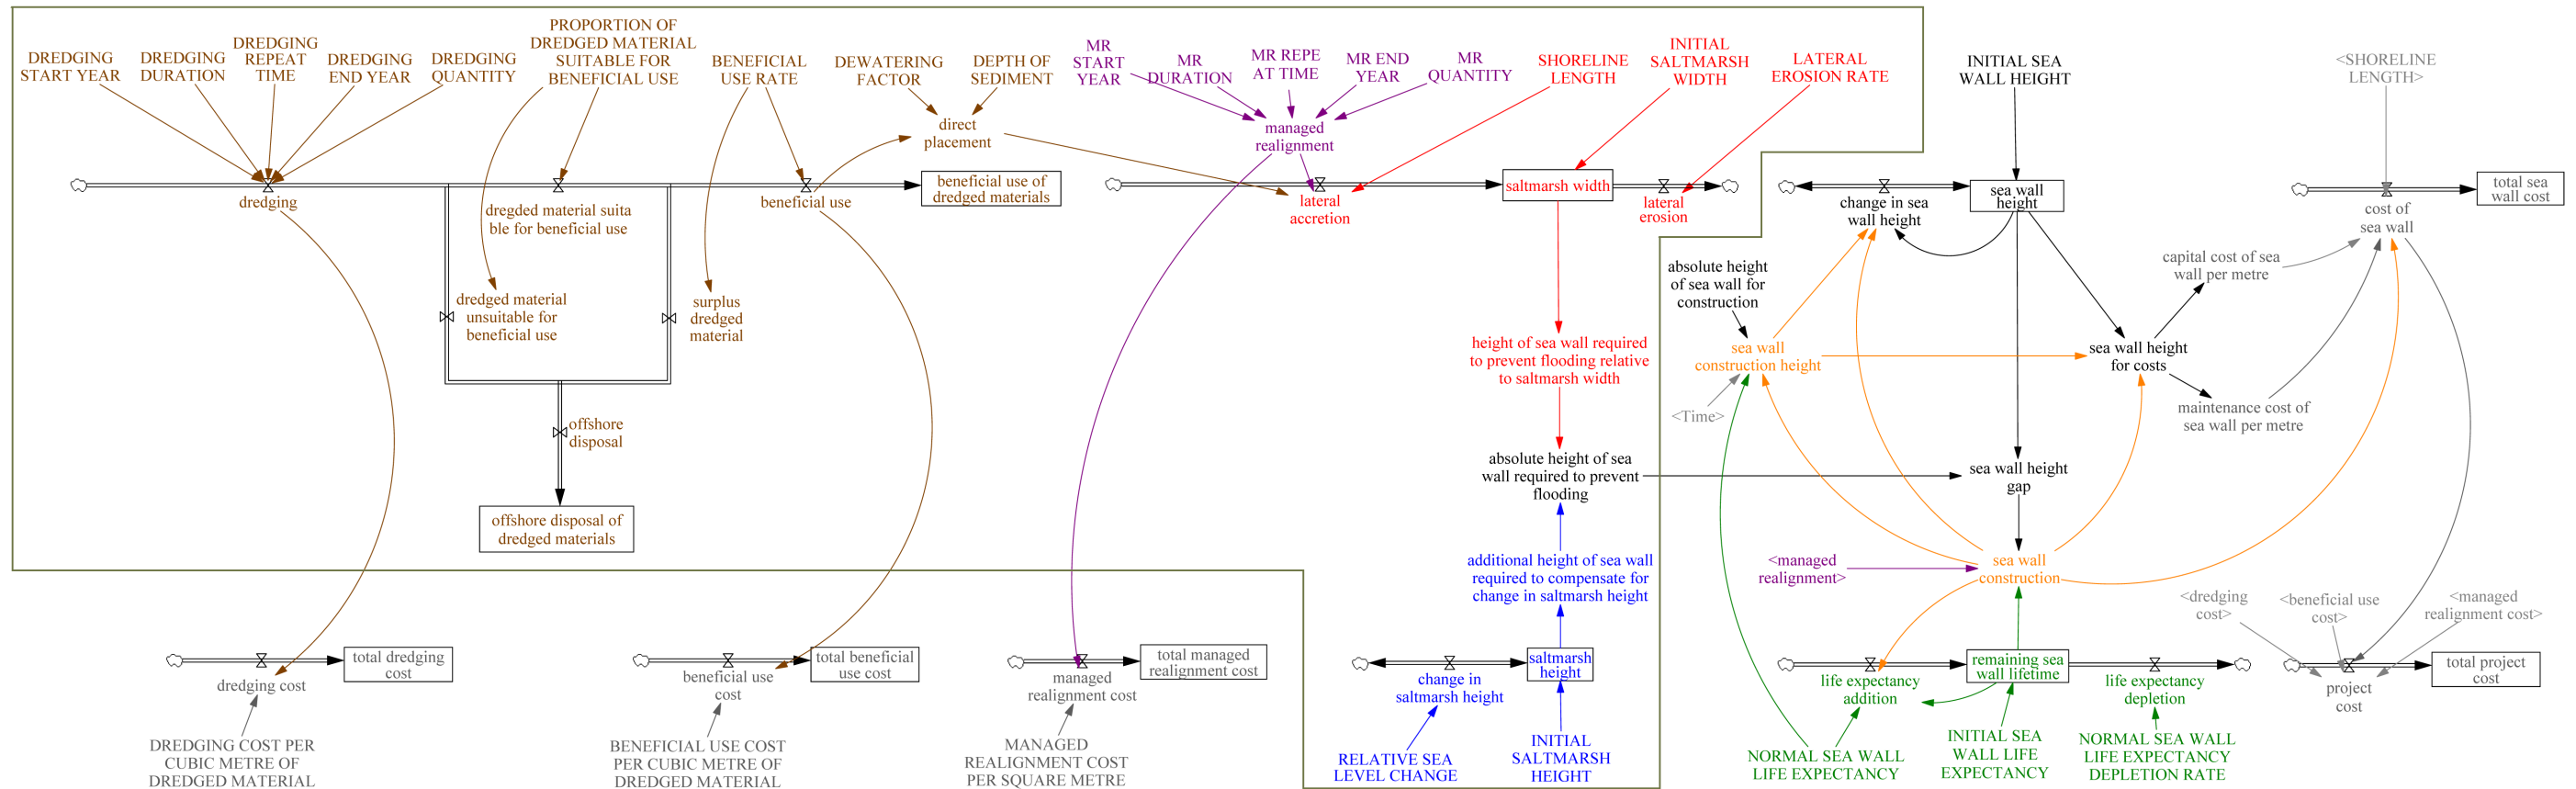 DREDGING
START YEAR
DREDGING
DURATION
DREDGING
REPEAT
TIME
DREDGING
END YEAR
DREDGING
QUANTITY
PROPORTION OF
DREDGED MATERIAL
SUITABLE FOR
BENEFICIAL USE
BENEFICIAL
USE RATE
DEWATERING
FACTOR
DEPTH OF
SEDIMENT
MR
START
YEAR
MR
DURATION
MR REPE
AT TIME
MR END
YEAR
MR
QUANTITY
SHORELINE
LENGTH
INITIAL
SALTMARSH
WIDTH
LATERAL
EROSION RATE
INITIAL SEA
WALL HEIGHT
<SHORELINE
LENGTH>
direct
placement
managed
realignment
dredging
dregded material suita
ble for beneficial use
beneficial use
beneficial use of
dredged materials
lateral
accretion
saltmarsh width
lateral
erosion
change in sea
wall height
sea wall
height
cost of
sea wall
total sea
wall cost
dredged material
unsuitable for
beneficial use
surplus
dredged
material
absolute height
of sea wall for
construction
capital cost of sea
wall per metre
height of sea wall required
to prevent flooding relative
to saltmarsh width
sea wall
construction height
sea wall height
for costs
<Time>
maintenance cost of
sea wall per metre
offshore
disposal
absolute height of sea
wall required to prevent
flooding
sea wall height
gap
offshore disposal of
dredged materials
additional height of sea wall
required to compensate for
change in saltmarsh height
<managed
realignment>
sea wall
construction
<dredging
cost>
<beneficial use
cost>
<managed
realignment cost>
dredging cost
total dredging
cost
beneficial use
cost
total beneficial
use cost
managed
realignment cost
total managed
realignment cost
change in
saltmarsh height
saltmarsh
height
life expectancy
addition
remaining sea
wall lifetime
life expectancy
depletion
project
cost
total project
cost
DREDGING COST PER
CUBIC METRE OF
DREDGED MATERIAL
BENEFICIAL USE COST
PER CUBIC METRE OF
DREDGED MATERIAL
MANAGED
REALIGNMENT COST
PER SQUARE METRE
RELATIVE SEA
LEVEL CHANGE
INITIAL
SALTMARSH
HEIGHT
NORMAL SEA WALL
LIFE EXPECTANCY
INITIAL SEA
WALL LIFE
EXPECTANCY
NORMAL SEA WALL
LIFE EXPECTANCY
DEPLETION RATE